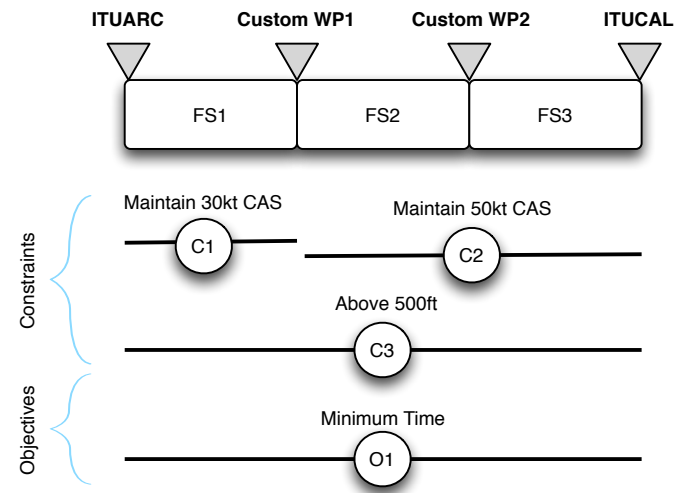 ITUARC
Custom WP1
Custom WP2
ITUCAL
FS1
FS2
FS3
Constraints
Maintain 30kt CAS
C1
Maintain 50kt CAS
C2
Above 500ft
C3
Objectives
Minimum Time
O1